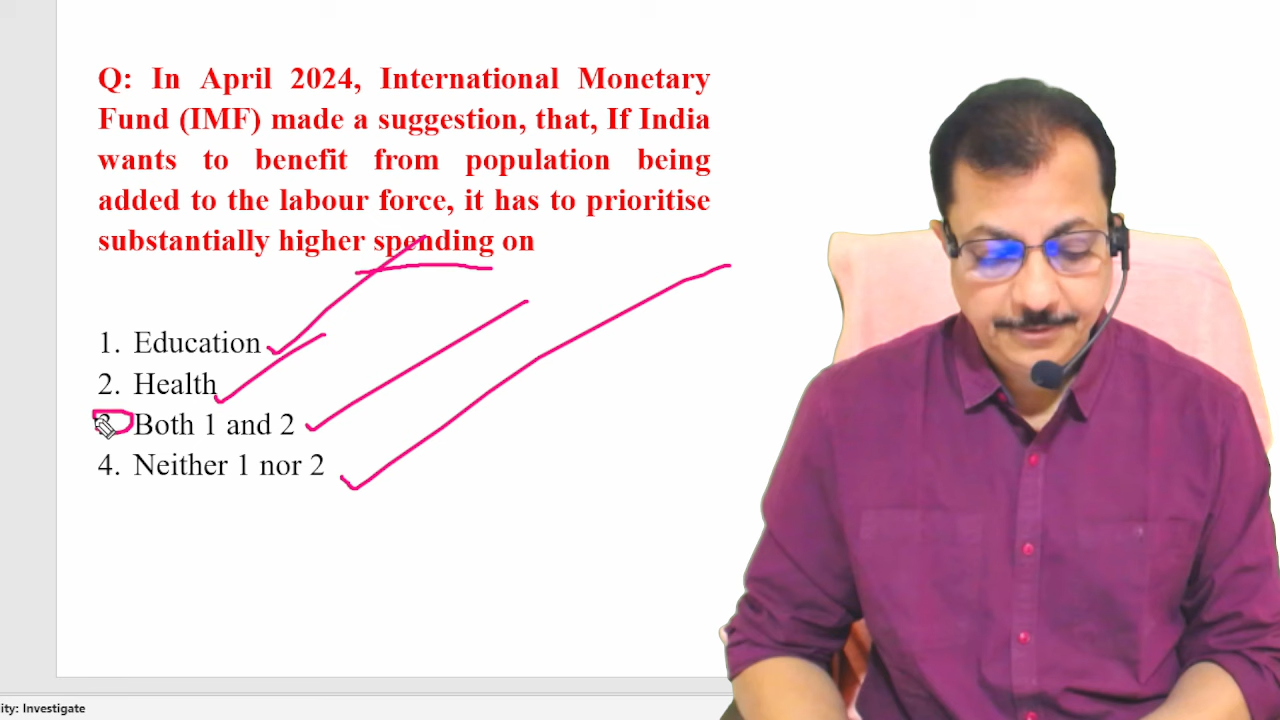 Q: In April 2024, International Monetary
Fund (IMF) made a suggestion, that, If India
wants to benefit from population being
added to the labour force, it has to prioritise
substantially higher spending on
1. Education
2. Health
Both 1 and 2
4. Neither 1 nor 2
ity: Investigate